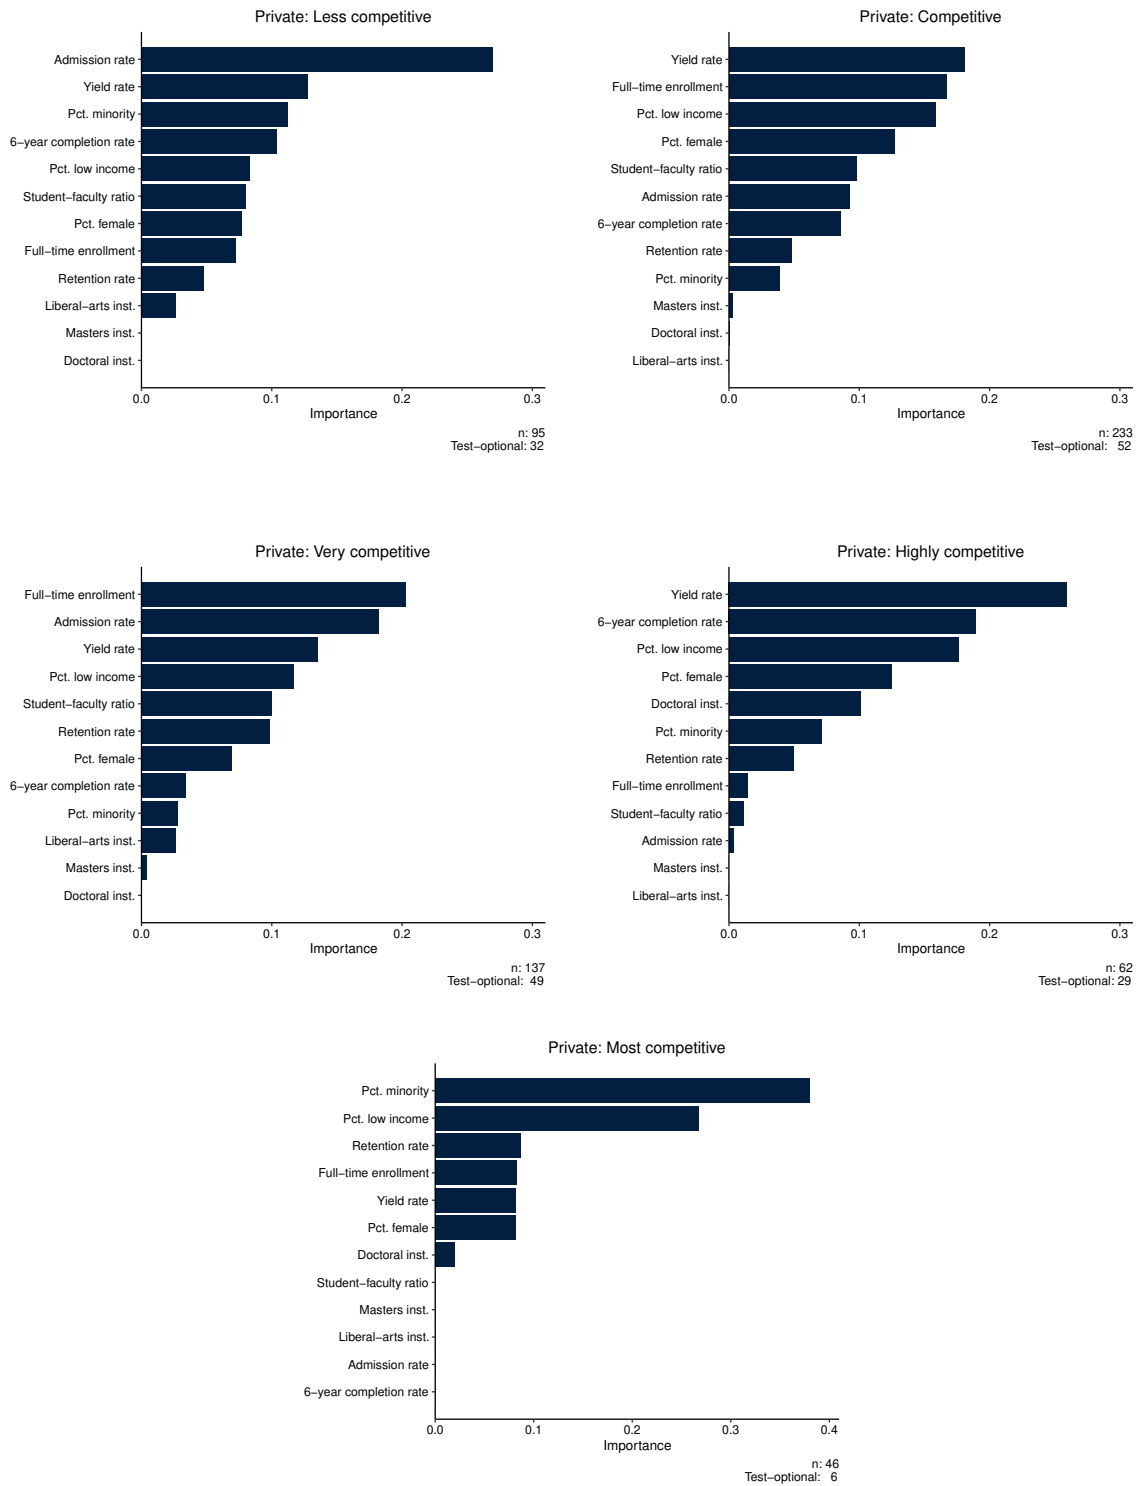 Private: Less competitive
Admission rate
Yield rate
Pct. minority
6−year completion rate
Pct. low income
Student−faculty ratio
Pct. female
Full−time enrollment
Retention rate
Liberal−arts inst.
Masters inst.
Doctoral inst.
0.0 0.1 0.2 0.3
Importance
n: 95
Test−optional: 32
Private: Competitive
Yield rate
Full−time enrollment
Pct. low income
Pct. female
Student−faculty ratio
Admission rate
6−year completion rate
Retention rate
Pct. minority
Masters inst.
Doctoral inst.
Liberal−arts inst.
0.0 0.1 0.2 0.3
Importance
n: 233
Test−optional: 52
Private: Very competitive
Full−time enrollment
Admission rate
Yield rate
Pct. low income
Student−faculty ratio
Retention rate
Pct. female
6−year completion rate
Pct. minority
Liberal−arts inst.
Masters inst.
Doctoral inst.
0.0 0.1 0.2 0.3
Importance
n: 137
Test−optional: 49
Private: Highly competitive
Yield rate
6−year completion rate
Pct. low income
Pct. female
Doctoral inst.
Pct. minority
Retention rate
Full−time enrollment
Student−faculty ratio
Admission rate
Masters inst.
Liberal−arts inst.
0.0 0.1 0.2 0.3
Importance
n: 62
Test−optional: 29
Private: Most competitive
Pct. minority
Pct. low income
Retention rate
Full−time enrollment
Yield rate
Pct. female
Doctoral inst.
Student−faculty ratio
Masters inst.
Liberal−arts inst.
Admission rate
6−year completion rate
0.0 0.1 0.2 0.3 0.4
Importance
n: 46
Test−optional: 6